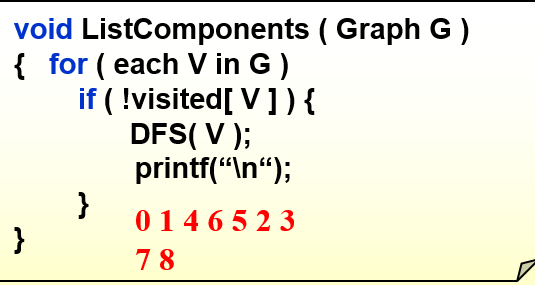 void ListComponents ( Graph G )
{ for ( each V in G )
if ( !visited[ V ] ) {
DFS( V );
printf(“\n“);
}
0 1 4 6 5 2 3
}
7 8